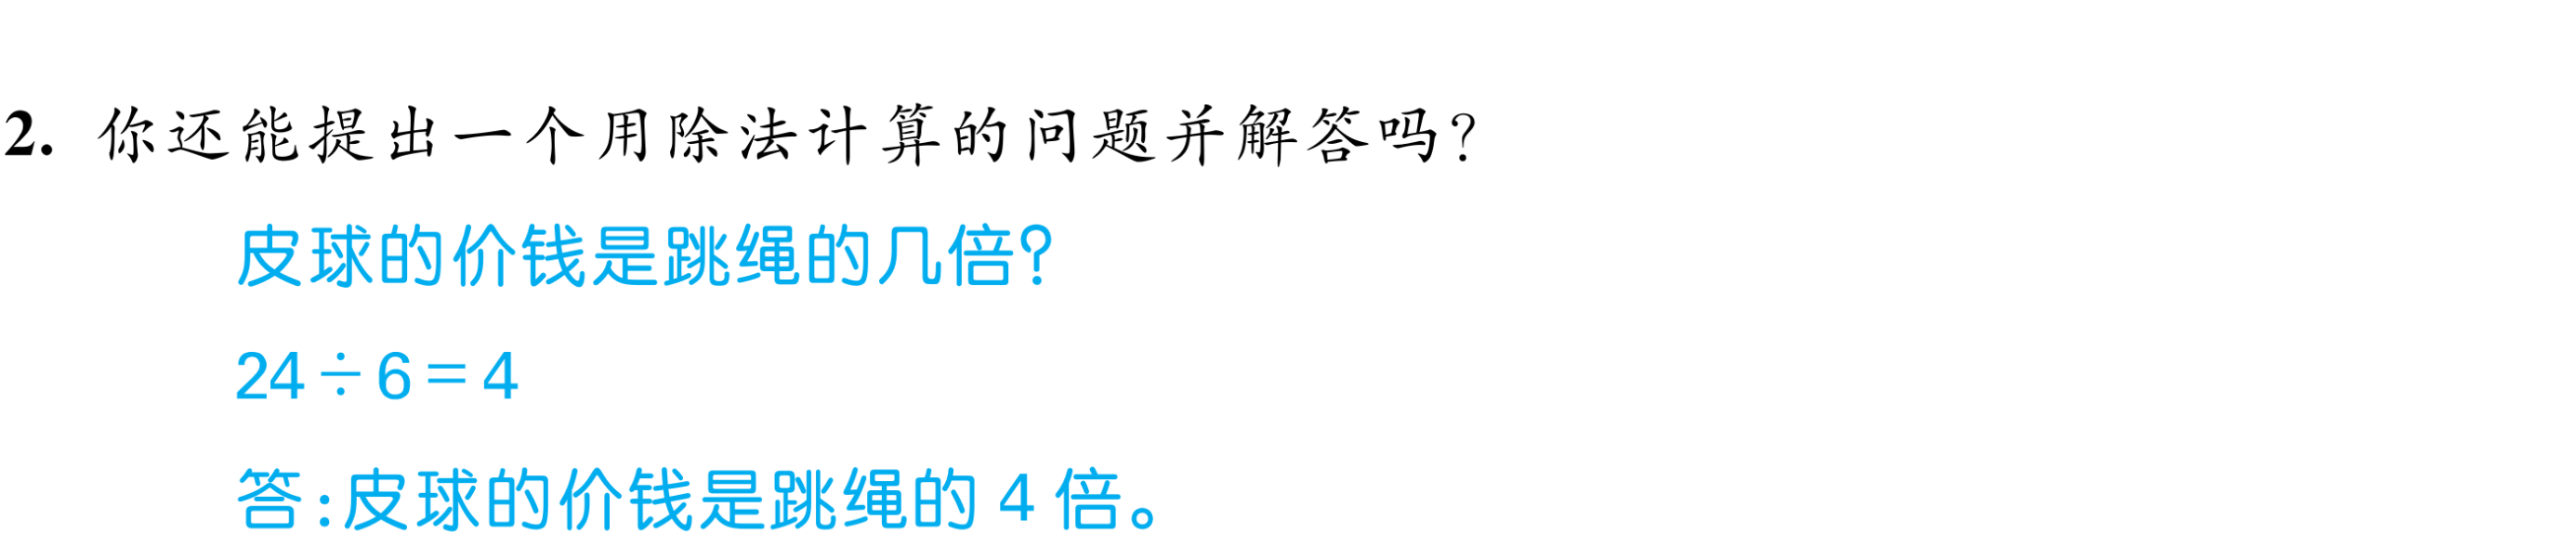 2. 你还能提出一个用除法计算的问题并解答吗？
皮球的价钱是跳绳的几倍？
24÷6=4
答：皮球的价钱是跳绳的 4 倍。